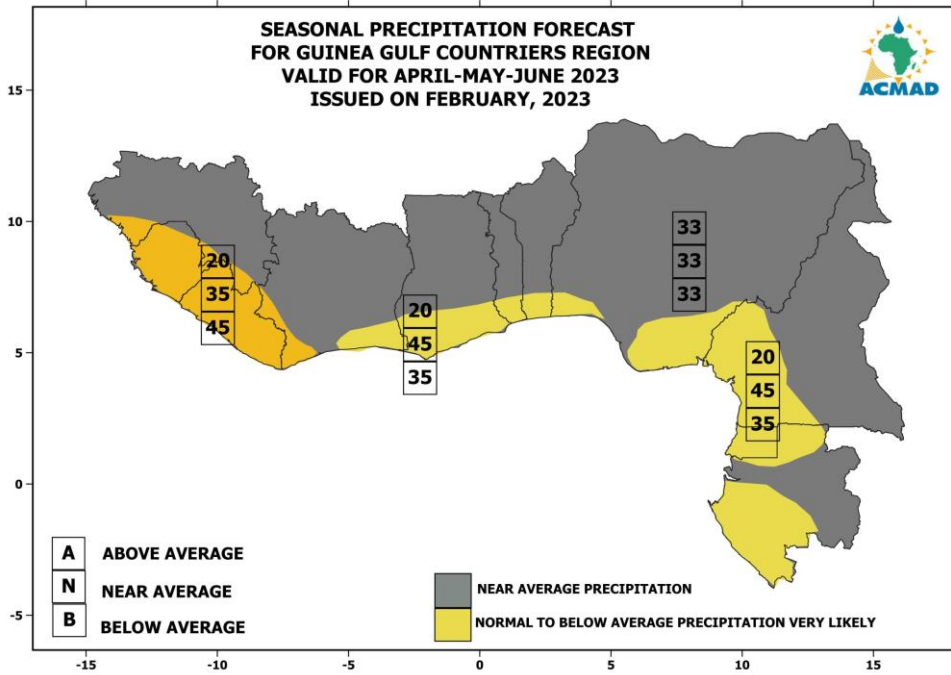 SEASONAL PRECIPITATION FORECAST
FOR GUINEA GULF COUNTRIERS REGION
VALID FOR APRIL-MAY-JUNE 2023
ISSUED ON FEBRUARY, 2023
ACMAD
15
10
5
0
-5
33
33
33
20
35
45
20
45
35
20
45
35
A ABOVE AVERAGE
N NEAR AVERAGE
B BELOW AVERAGE
NEAR AVERAGE PRECIPITATION
NORMAL TO BELOW AVERAGE PRECIPITATION VERY LIKELY
-15 -10 -5 0 5 10 15